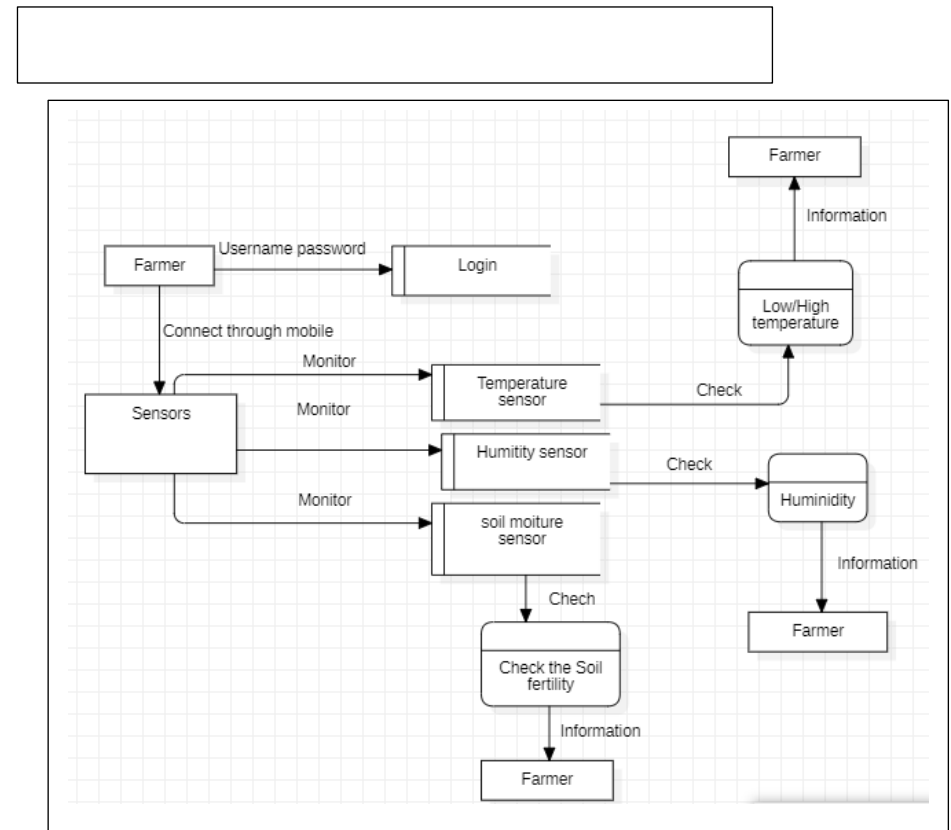 Farmer
Information
Username password
Farmer
Login
Low/High
temperature
Connect through mobile
Monitor
Temperature
sensor
Check
Sensors
Monitor
Humitity sensor
Check
Huminidity
Monitor
soil moiture
sensor
Information
Chech
Farmer
Check the Soil
fertility
Information
Farmer